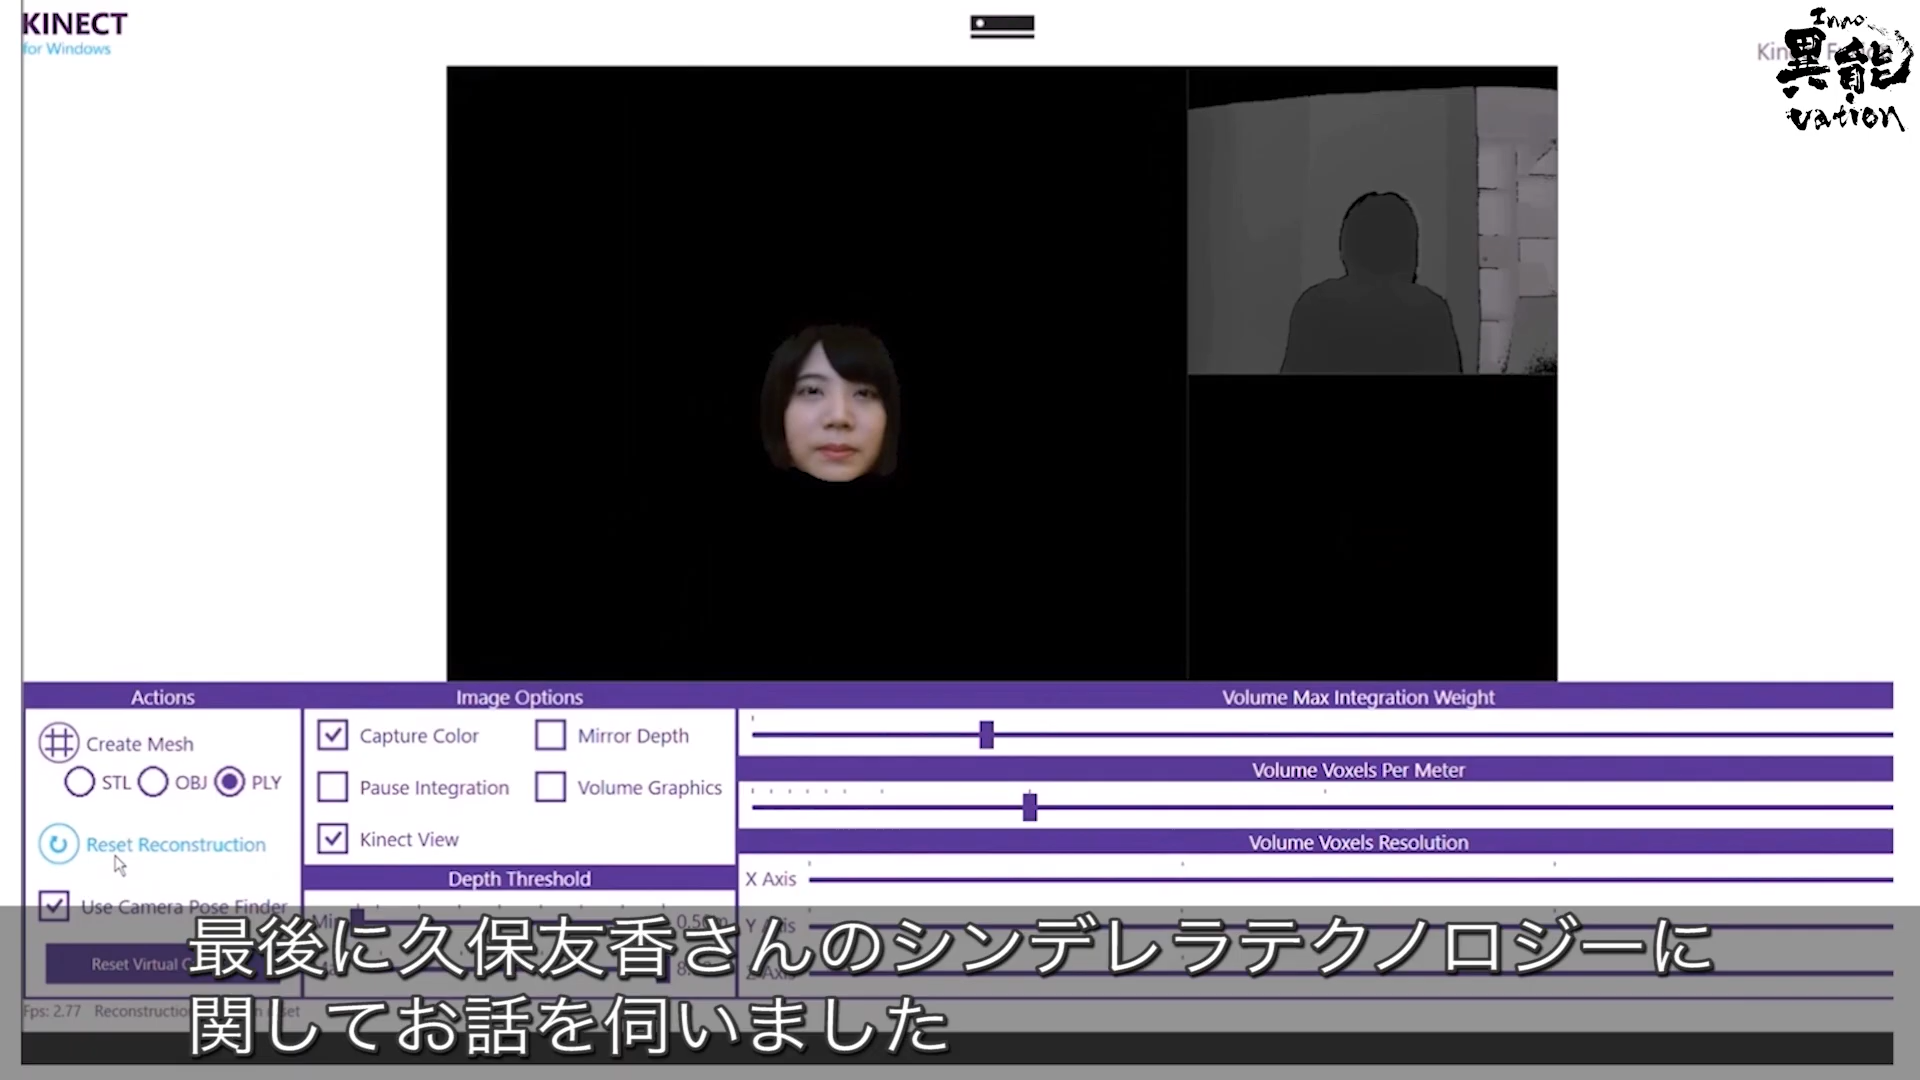 KINECT
for Windows
Inno
異能
vation
Actions
Create Mesh
STL
OBJ
PLY
Reset Reconstruction
Use Camera Pose Finder
Reset Virtual
Image Options
Capture Color
Mirror Depth
Pause Integration
Volume Graphics
Kinect View
Depth Threshold
Volume Max Integration Weight
Volume Voxels Per Meter
Volume Voxels Resolution
X Axis
最後に久保友香さんのシンデレラテクノロジーに
関してお話を伺いました
Fps: 2.77